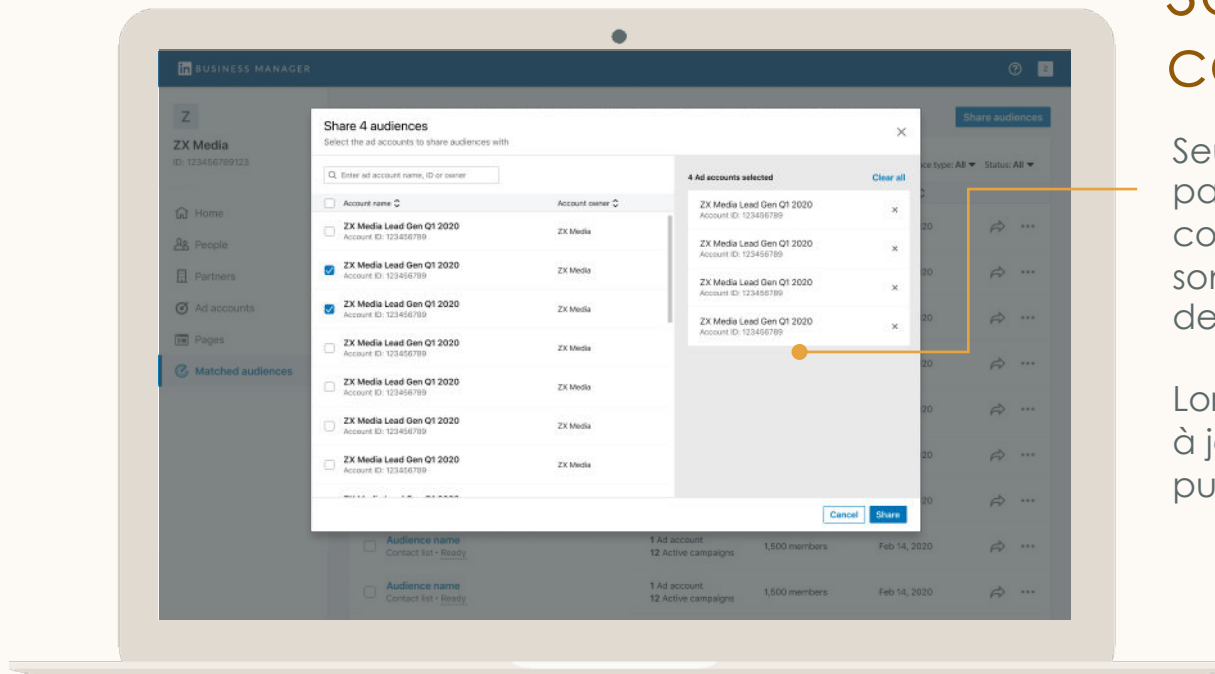 in BUSINESS MANAGER
Z
Z
ZX Media
ID: 123456789123
Home
People
Partners
Ad accounts
Pages
Matched audiences
Share audiences
type: All Status: All
Share 4 audiences
Select the ad accounts to share audiences with
Enter ad account name, ID or owner
Account name Account owner
ZX Media Lead Gen Q1 2020 ZX Media
Account ID: 123456789
ZX Media Lead Gen Q1 2020 ZX Media
Account ID: 123456789
ZX Media Lead Gen Q1 2020 ZX Media
Account ID: 123456789
ZX Media Lead Gen Q1 2020 ZX Media
Account ID: 123456789
ZX Media Lead Gen Q1 2020 ZX Media
Account ID: 123456789
ZX Media Lead Gen Q1 2020 ZX Media
Account ID: 123456789
ZX Media Lead Gen Q1 2020 ZX Media
Account ID: 123456789
4 Ad accounts selected Clear all
ZX Media Lead Gen Q1 2020
Account ID: 123456789
ZX Media Lead Gen Q1 2020
Account ID: 123456789
ZX Media Lead Gen Q1 2020
Account ID: 123456789
ZX Media Lead Gen Q1 2020
Account ID: 123456789
Cancel Share
Audience name 1 Ad account 1,500 members Feb 14, 2020
Contact list • Ready 12 Active campaigns
Audience name 1 Ad account 1,500 members Feb 14, 2020
Contact list • Ready 12 Active campaigns
à